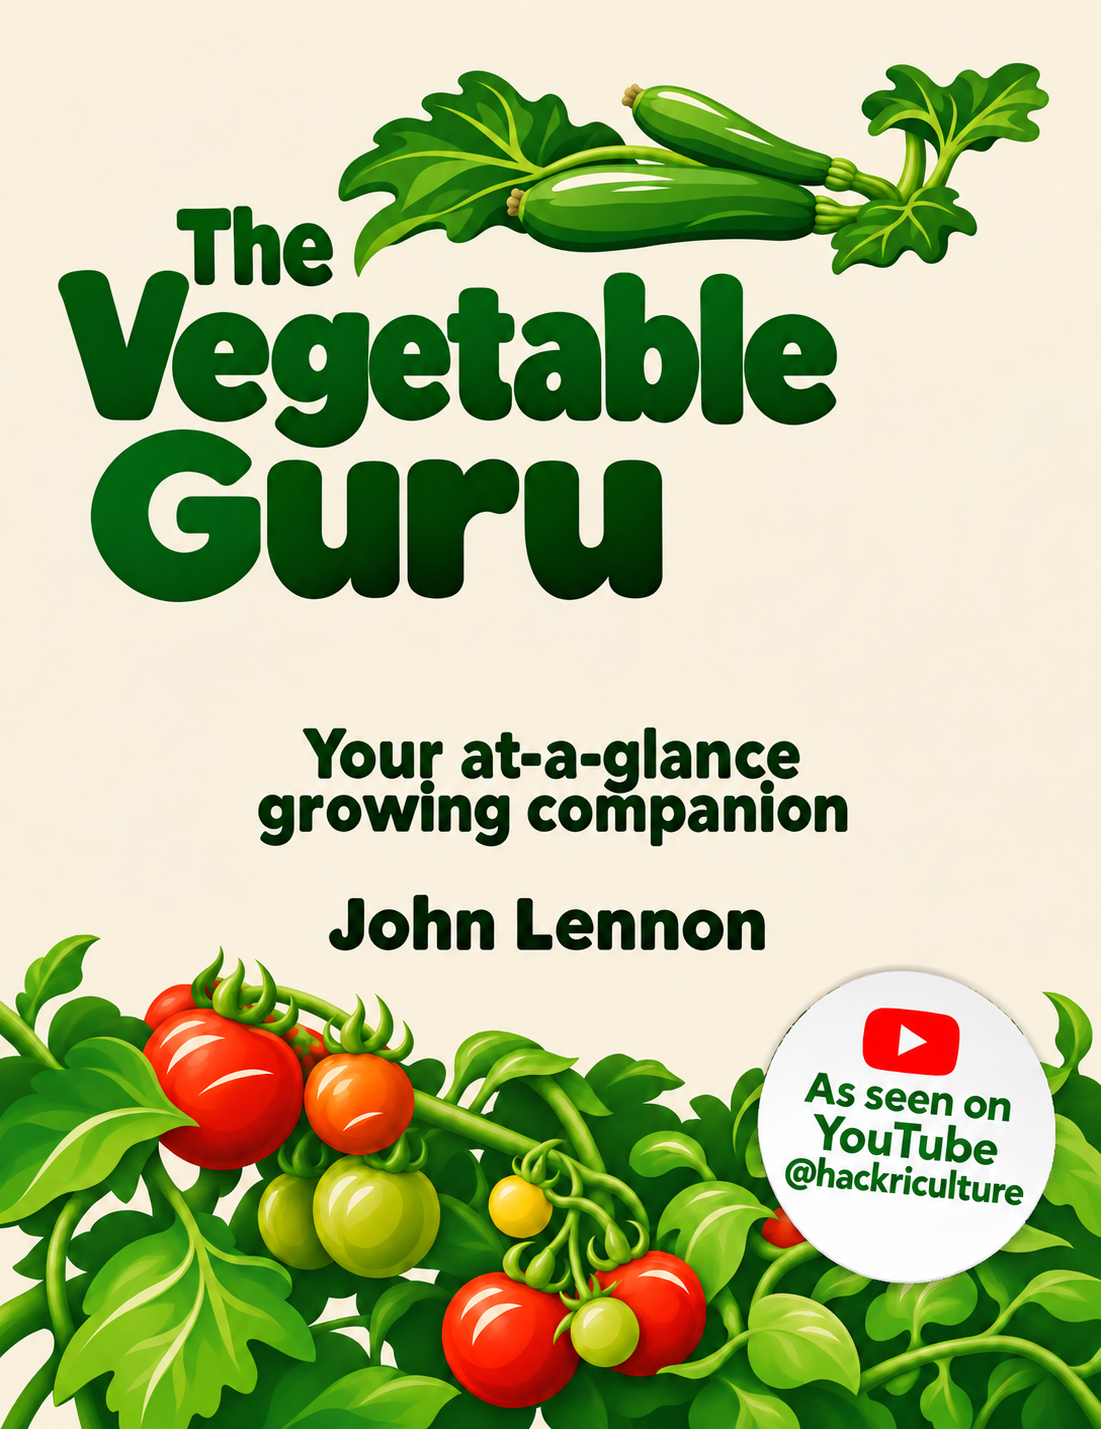 The
Vegetable
Guru
Your at-a-glance
growing companion
John Lennon
As seen on
YouTube
@hackriculture